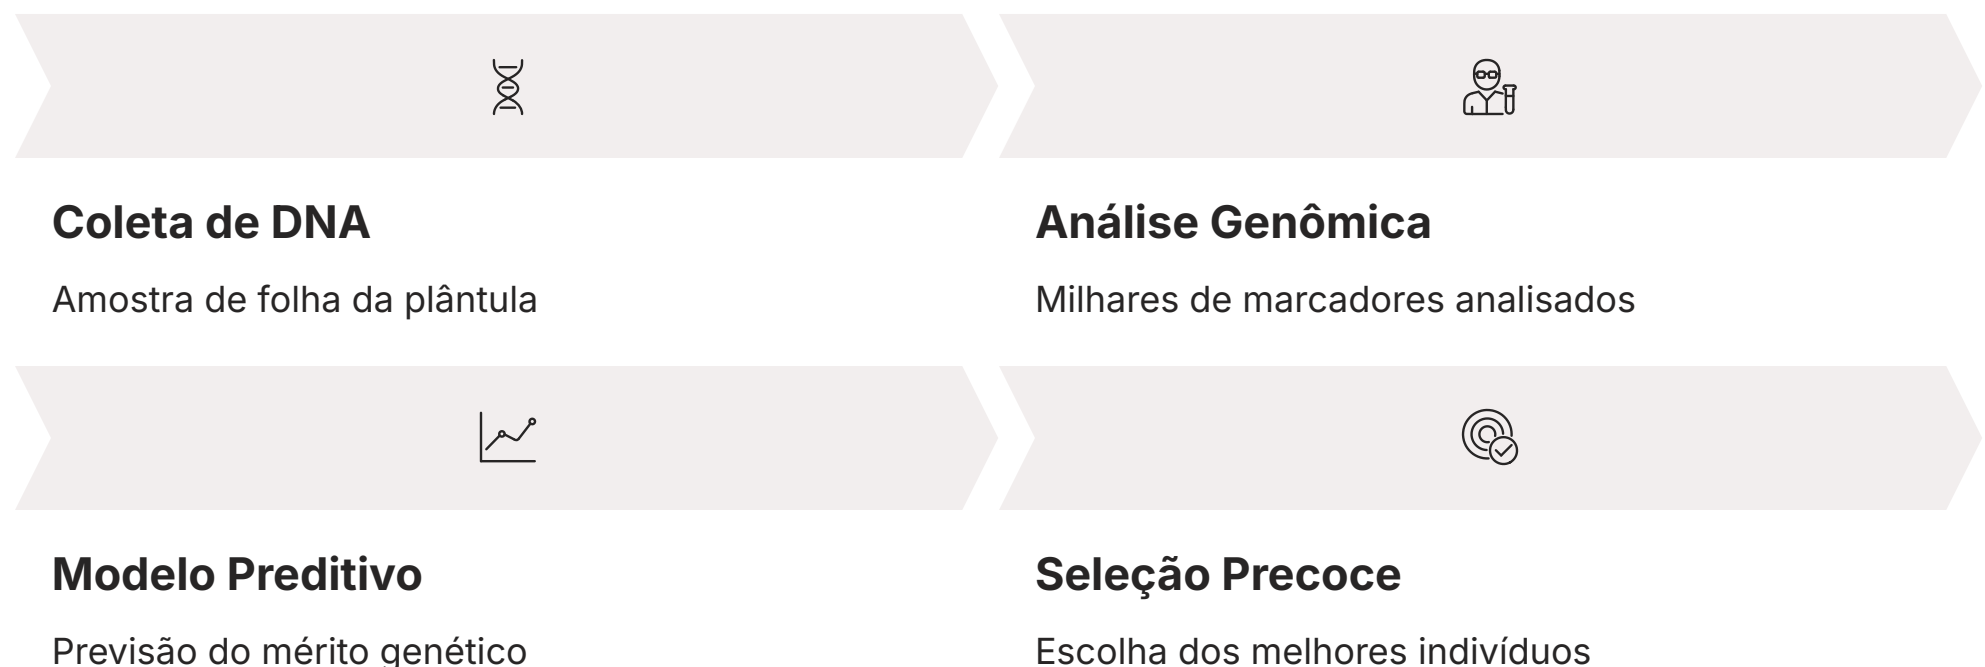 Coleta de DNA
Amostra de folha da plântula
Análise Genômica
Milhares de marcadores analisados
Modelo Preditivo
Previsão do mérito genético
Seleção Precoce
Escolha dos melhores indivíduos